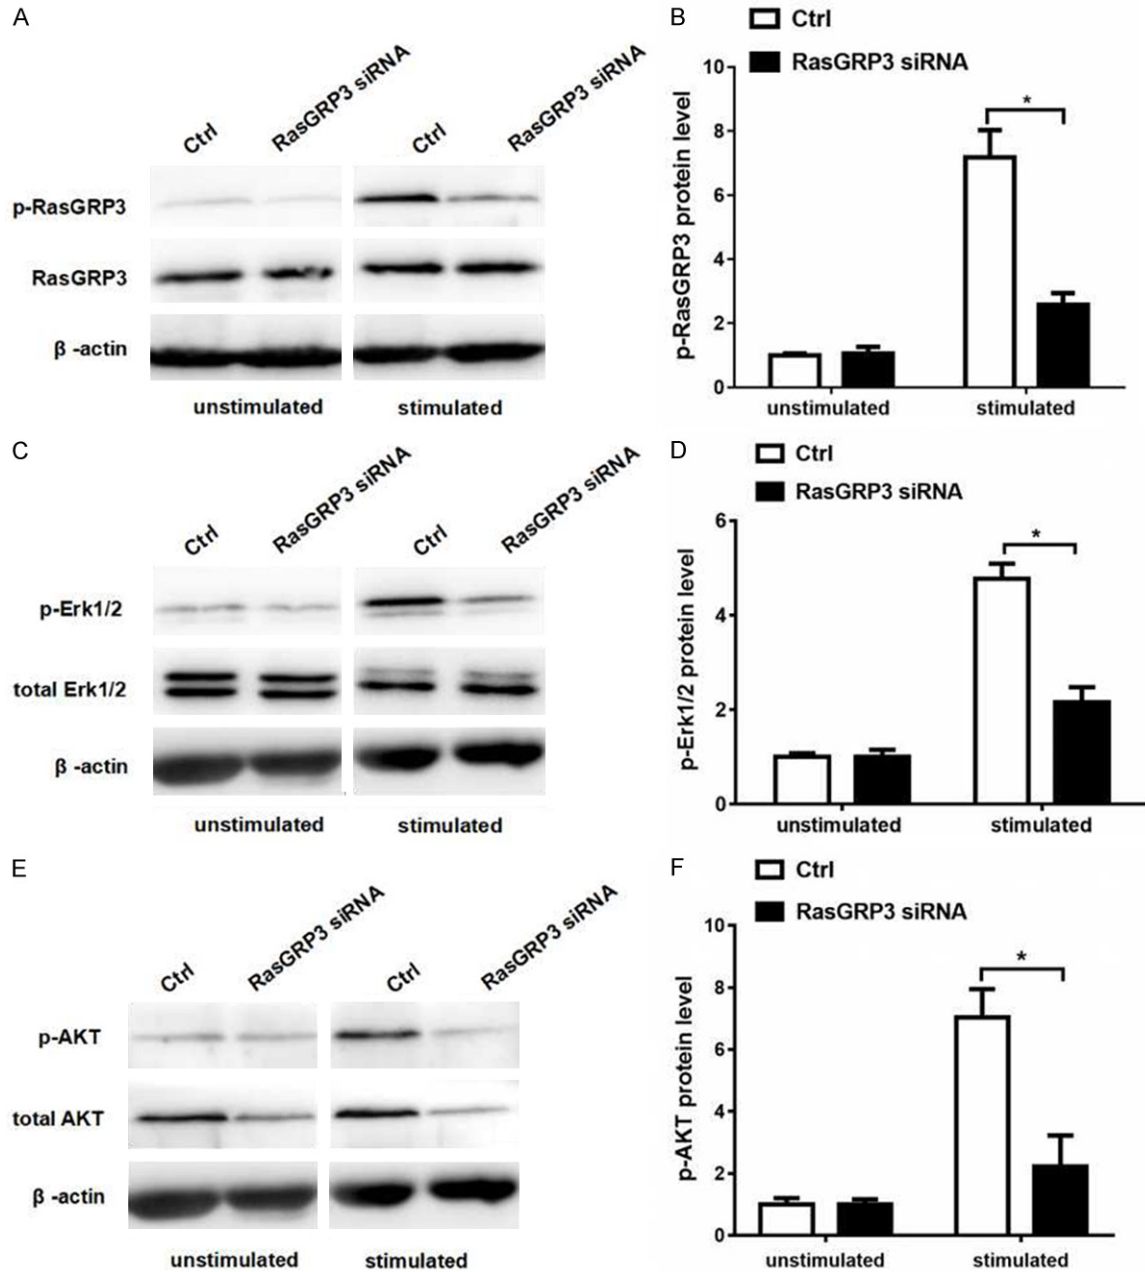 A
Ctrl
RasGRP3 siRNA
Ctrl
RasGRP3 siRNA
p-RasGRP3
RasGRP3
β -actin
unstimulated
stimulated
B
Ctrl
RasGRP3 siRNA
p-RasGRP3 protein level
10
8
6
4
2
0
*
unstimulated
stimulated
C
Ctrl
RasGRP3 siRNA
Ctrl
RasGRP3 siRNA
p-Erk1/2
total Erk1/2
β -actin
unstimulated
stimulated
D
Ctrl
RasGRP3 siRNA
p-Erk1/2 protein level
6
4
2
0
*
unstimulated
stimulated
E
Ctrl
RasGRP3 siRNA
Ctrl
RasGRP3 siRNA
p-AKT
total AKT
β -actin
unstimulated
stimulated
F
Ctrl
RasGRP3 siRNA
p-AKT protein level
10
8
6
4
2
0
*
unstimulated
stimulated